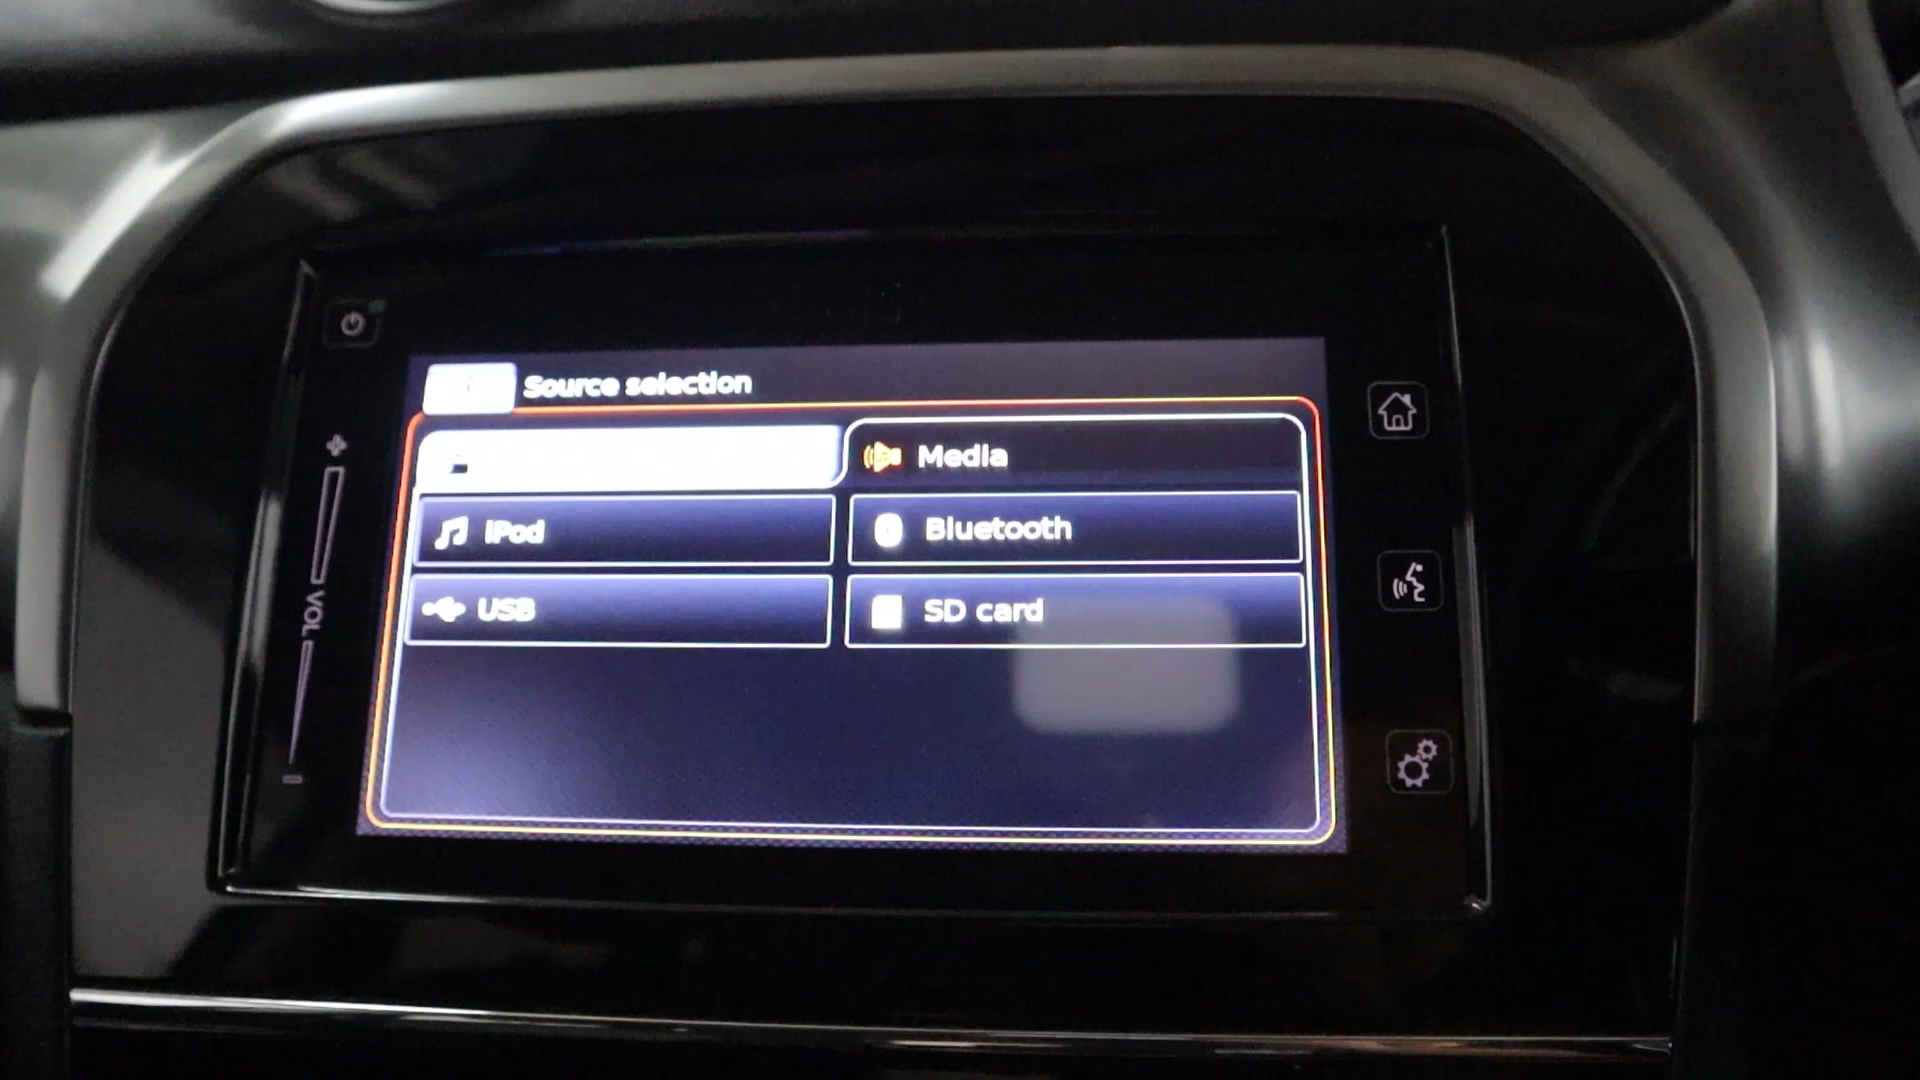 Source selection
Media
iPod
Bluetooth
USB
SD card
VOL